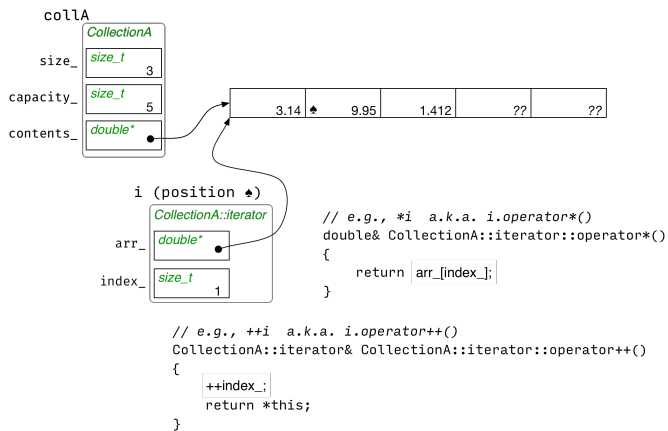 collA
CollectionA
size_ size_t 3
capacity_ size_t 5
contents_ double*
3.14 ♠ 9.95 1.412 ?? ??
i (position ♠)
CollectionA::iterator
arr_ double*
index_ size_t 1
// e.g., *i  a.k.a. i.operator*()
double& CollectionA::iterator::operator*()
{
    return arr_[index_];
}
// e.g., ++i  a.k.a. i.operator++()
CollectionA::iterator& CollectionA::iterator::operator++()
{
    ++index_;
    return *this;
}